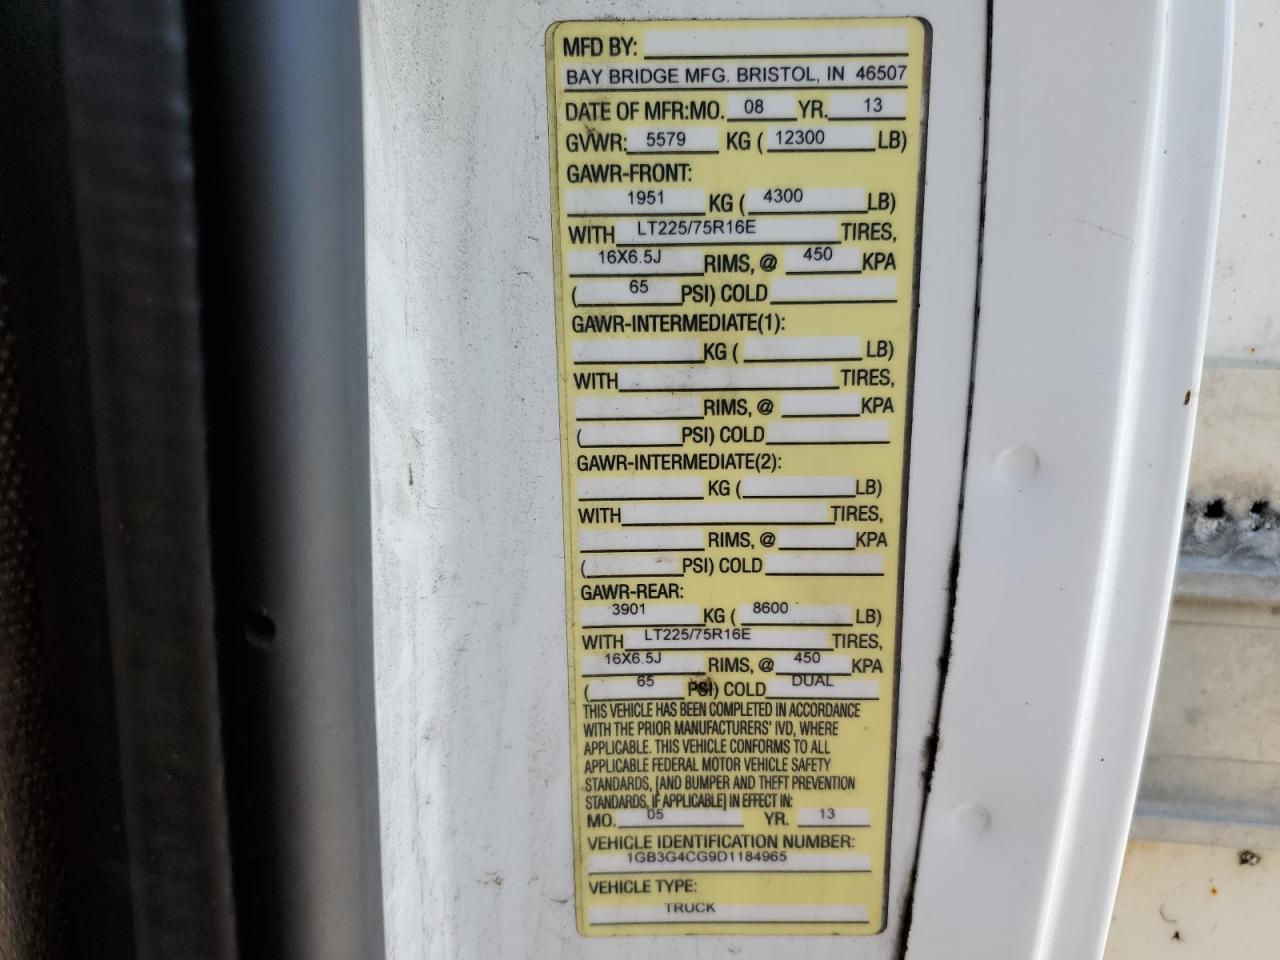 MFD BY:
BAY BRIDGE MFG. BRISTOL, IN 46507
DATE OF MFR:MO. 08 YR. 13
GVWR: 5579 KG ( 12300 LB)
GAWR-FRONT:
1951 KG ( 4300 LB)
WITH LT225/75R16E TIRES,
16X6.5J RIMS, @ 450 KPA
( 65 PSI) COLD
GAWR-INTERMEDIATE(1):
KG ( LB)
WITH TIRES,
RIMS, @ KPA
( PSI) COLD
GAWR-INTERMEDIATE(2):
KG ( LB)
WITH TIRES,
RIMS, @ KPA
( PSI) COLD
GAWR-REAR:
3901 KG ( 8600 LB)
WITH LT225/75R16E TIRES,
16X6.5J RIMS, @ 450 KPA
( 65 PSI) COLD DUAL
THIS VEHICLE HAS BEEN COMPLETED IN ACCORDANCE
WITH THE PRIOR MANUFACTURERS' IVD, WHERE
APPLICABLE. THIS VEHICLE CONFORMS TO ALL
APPLICABLE FEDERAL MOTOR VEHICLE SAFETY
STANDARDS, [AND BUMPER AND THEFT PREVENTION
STANDARDS, IF APPLICABLE] IN EFFECT IN:
MO. 05 YR. 13
VEHICLE IDENTIFICATION NUMBER:
1GB3G4CG9D1184965
VEHICLE TYPE:
TRUCK